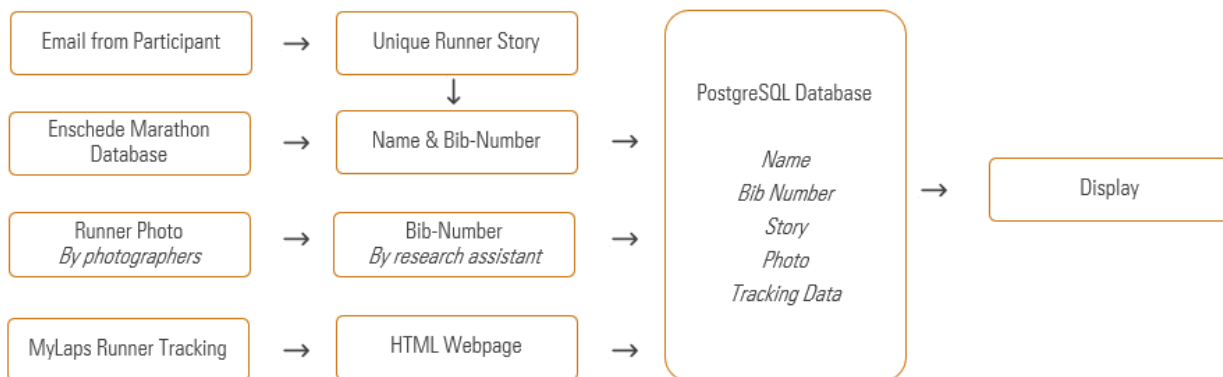 Email from Participant
→
Unique Runner Story
↓
Enschede Marathon
Database
→
Name & Bib-Number
→
Runner Photo
By photographers
→
Bib-Number
By research assistant
→
MyLaps Runner Tracking
→
HTML Webpage
→
PostgreSQL Database
Name
Bib Number
Story
Photo
Tracking Data
→
Display